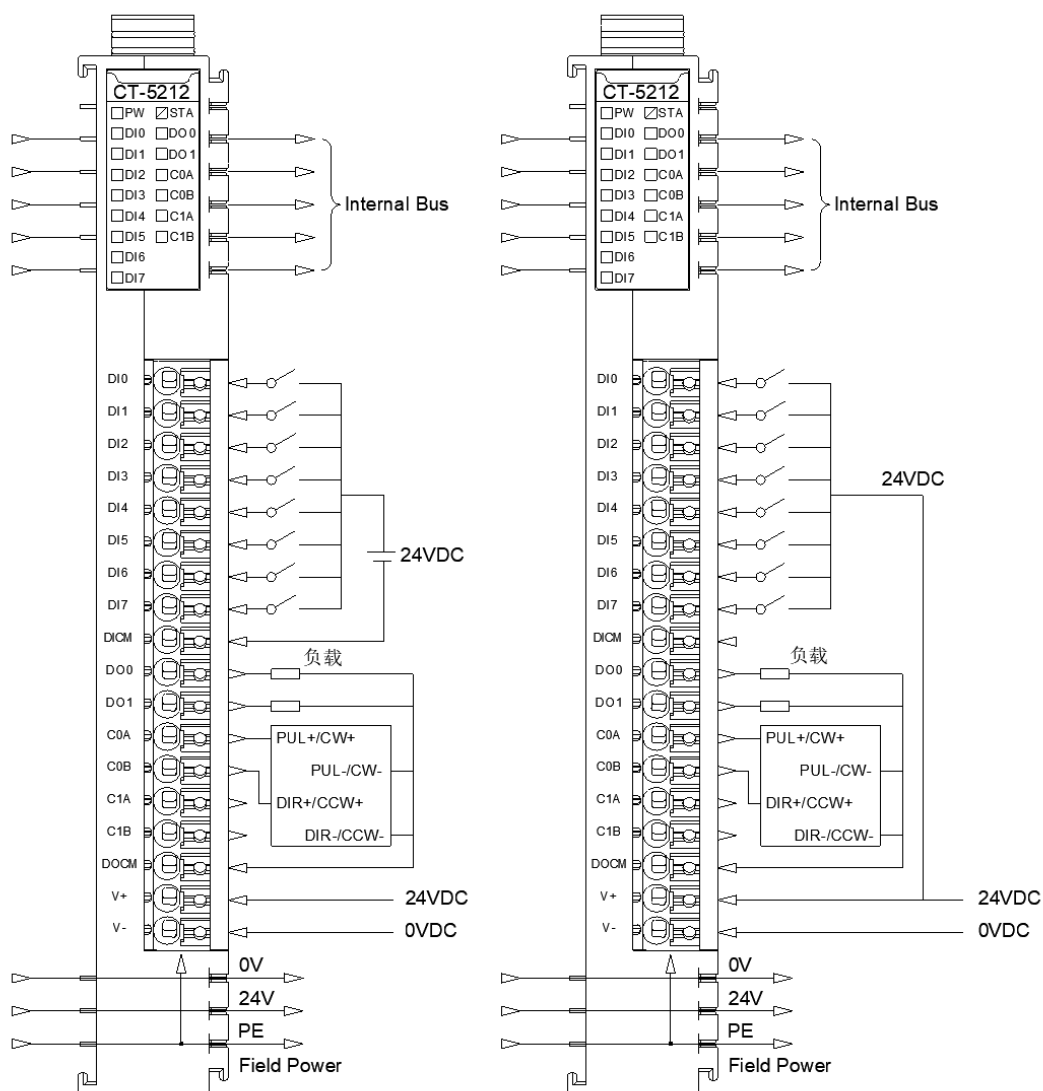 CT-5212
PW STA
DI0 DO0
DI1 DO1
DI2 C0A
DI3 C0B
DI4 C1A
DI5 C1B
DI6
DI7
Internal Bus
DI0
DI1
DI2
DI3
DI4
DI5
DI6
DI7
24VDC
DICM
DO0
负载
DO1
C0A
PUL+/CW+
C0B
PUL-/CW-
C1A
DIR+/CCW+
C1B
DIR-/CCW-
DOCM
V+
24VDC
V-
0VDC
0V
24V
PE
Field Power
CT-5212
PW STA
DI0 DO0
DI1 DO1
DI2 C0A
DI3 C0B
DI4 C1A
DI5 C1B
DI6
DI7
Internal Bus
DI0
DI1
DI2
DI3
24VDC
DI4
DI5
DI6
DI7
DICM
DO0
负载
DO1
C0A
PUL+/CW+
C0B
PUL-/CW-
C1A
DIR+/CCW+
C1B
DIR-/CCW-
DOCM
V+
24VDC
V-
0VDC
0V
24V
PE
Field Power